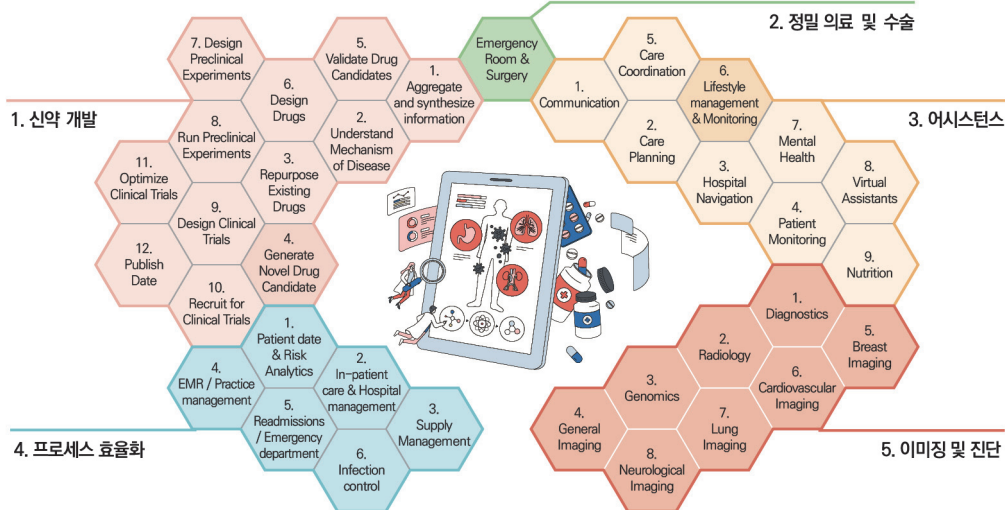 1. 신약 개발
1.
Aggregate
and synthesize
information
2.
Understand
Mechanism
of Disease
3.
Repurpose
Existing
Drugs
4.
Generate
Novel Drug
Candidate
5.
Validate Drug
Candidates
6.
Design
Drugs
7. Design
Preclinical
Experiments
8.
Run Preclinical
Experiments
9.
Design Clinical
Trials
10.
Recruit for
Clinical Trials
11.
Optimize
Clinical Trials
12.
Publish
Date
2. 정밀 의료 및 수술
Emergency
Room &
Surgery
3. 어시스턴스
1.
Communication
2.
Care
Planning
3.
Hospital
Navigation
4.
Patient
Monitoring
5.
Care
Coordination
6.
Lifestyle
management
& Monitoring
7.
Mental
Health
8.
Virtual
Assistants
9.
Nutrition
4. 프로세스 효율화
1.
Patient date
& Risk
Analytics
2.
In-patient
care & Hospital
management
3.
Supply
Management
4.
EMR / Practice
management
5.
Readmissions
/ Emergency
department
6.
Infection
control
5. 이미징 및 진단
1.
Diagnostics
2.
Radiology
3.
Genomics
4.
General
Imaging
5.
Breast
Imaging
6.
Cardiovascular
Imaging
7.
Lung
Imaging
8.
Neurological
Imaging